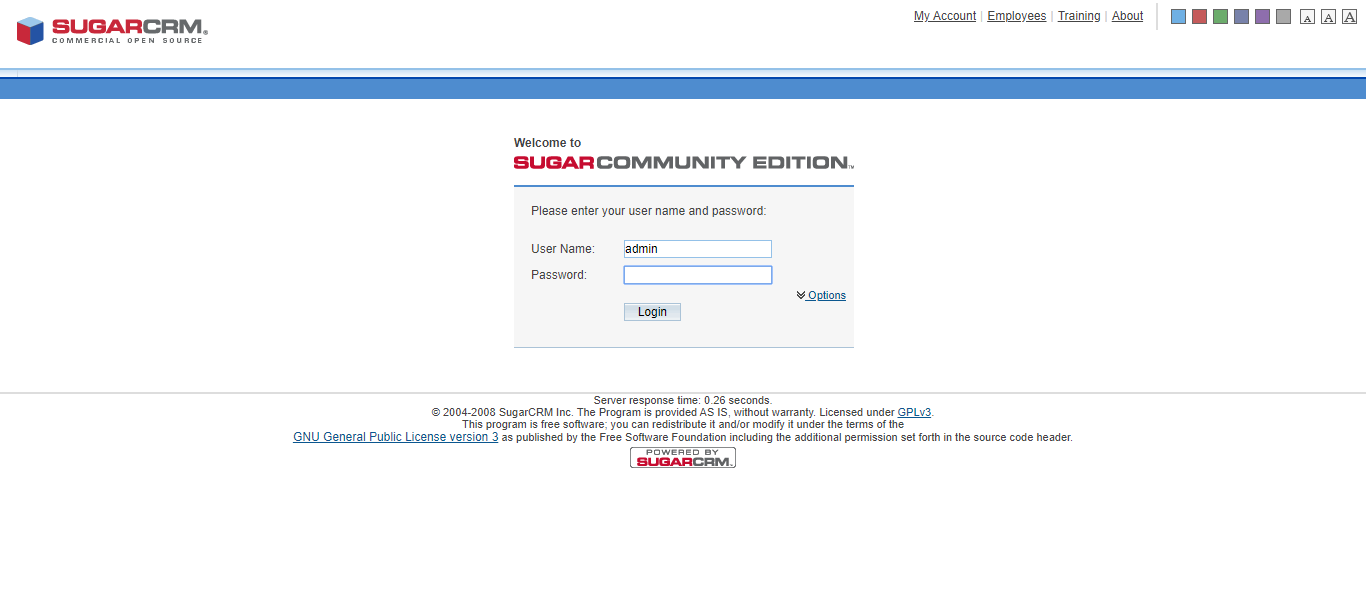 SUGARCRM®
COMMERCIAL OPEN SOURCE
My Account | Employees | Training | About
A A A
Welcome to
SUGARCOMMUNITY EDITION™
Please enter your user name and password:
User Name: admin
Password:
Options
Login
Server response time: 0.26 seconds.
© 2004-2008 SugarCRM Inc. The Program is provided AS IS, without warranty. Licensed under GPLv3.
This program is free software; you can redistribute it and/or modify it under the terms of the
GNU General Public License version 3 as published by the Free Software Foundation including the additional permission set forth in the source code header.
POWERED BY
SUGARCRM.